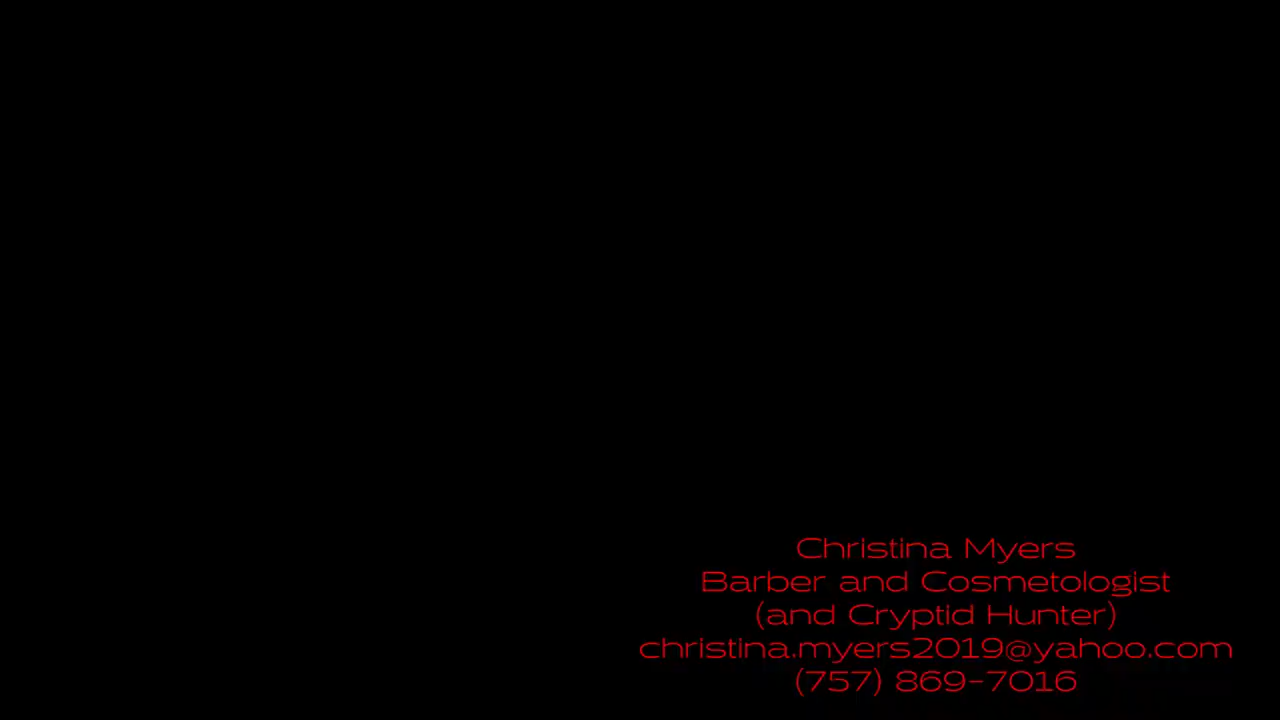 Christina Myers
Barber and Cosmetologist
(and Cryptid Hunter)
christina.myers2019@yahoo.com
(757) 869-7016